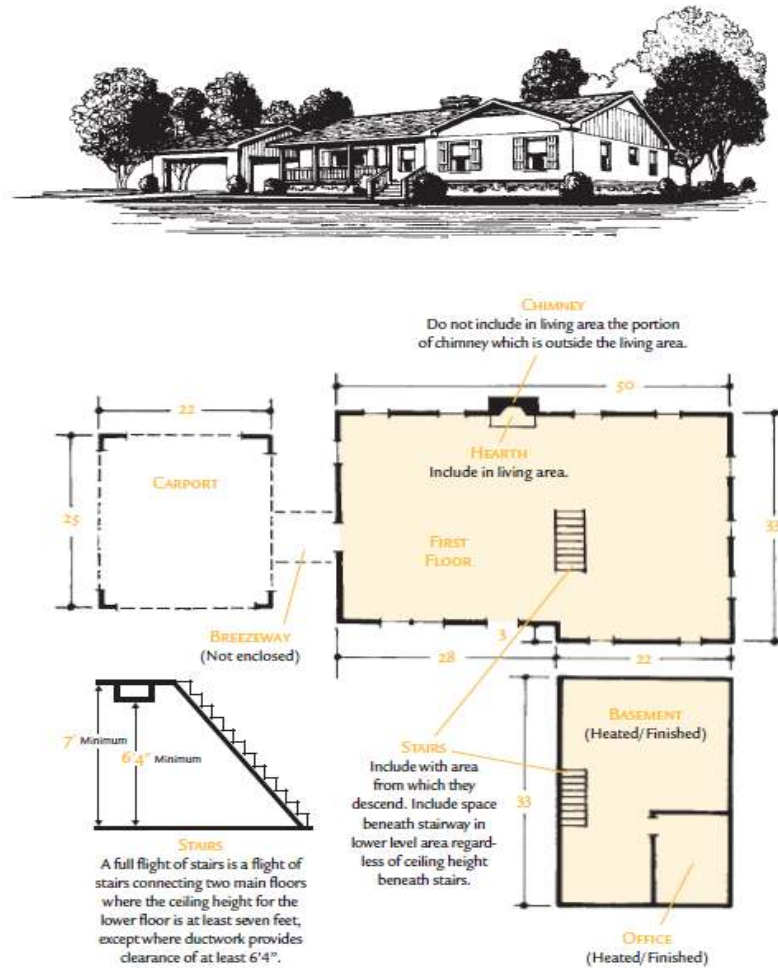 CHIMNEY
Do not include in living area the portion
of chimney which is outside the living area.
50
22
HEARTH
Include in living area.
CARPORT
25
33
FIRST
FLOOR
BREEZEWAY
(Not enclosed)
3
28
22
7' Minimum
6'4" Minimum
STAIRS
A full flight of stairs is a flight of
stairs connecting two main floors
where the ceiling height for the
lower floor is at least seven feet,
except where ductwork provides
clearance of at least 6'4".
STAIRS
Include with area
from which they
descend. Include space
beneath stairway in
lower level area regard-
less of ceiling height
beneath stairs.
33
BASEMENT
(Heated/Finished)
OFFICE
(Heated/Finished)